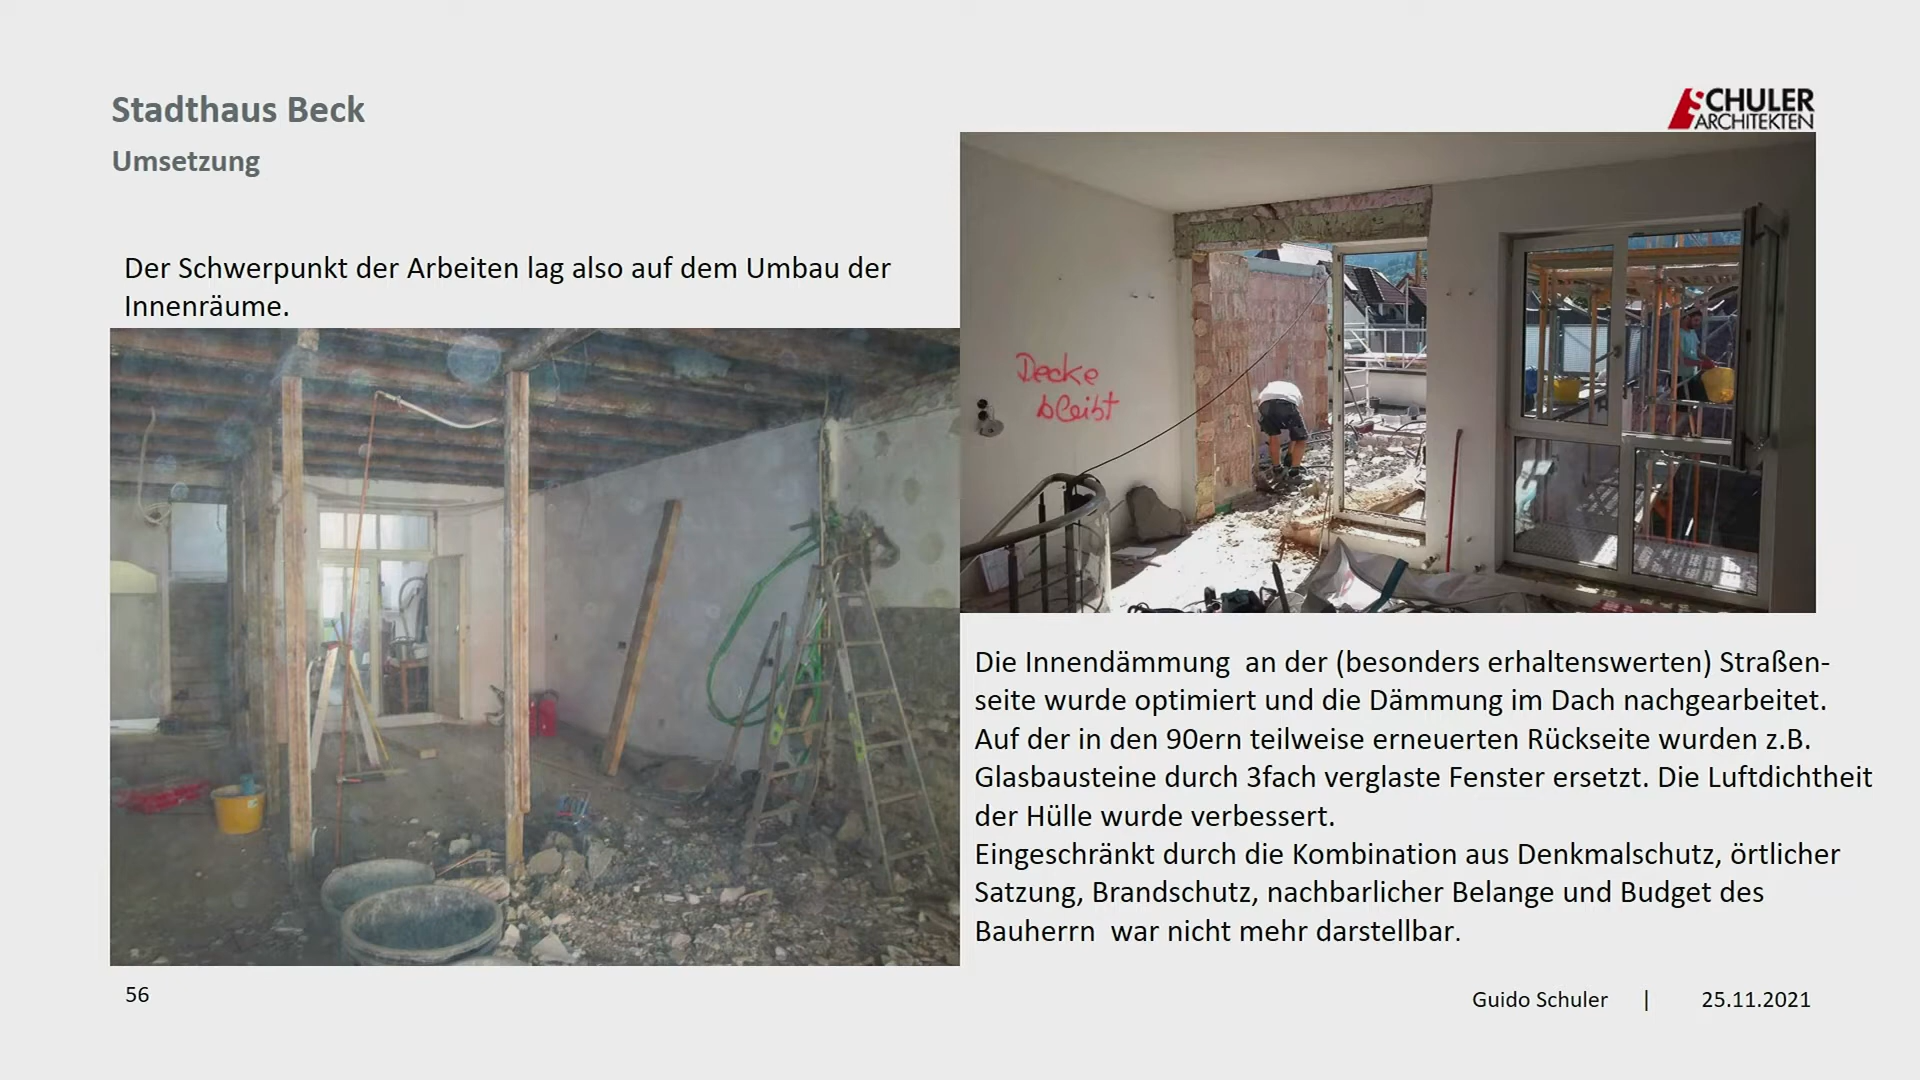 Stadthaus Beck
SCHULER
ARCHITEKTEN
Umsetzung
Der Schwerpunkt der Arbeiten lag also auf dem Umbau der
Innenräume.
Decke
bleibt
Die Innendämmung  an der (besonders erhaltenswerten) Straßen-
seite wurde optimiert und die Dämmung im Dach nachgearbeitet.
Auf der in den 90ern teilweise erneuerten Rückseite wurden z.B.
Glasbausteine durch 3fach verglaste Fenster ersetzt. Die Luftdichtheit
der Hülle wurde verbessert.
Eingeschränkt durch die Kombination aus Denkmalschutz, örtlicher
Satzung, Brandschutz, nachbarlicher Belange und Budget des
Bauherrn  war nicht mehr darstellbar.
56
Guido Schuler | 25.11.2021